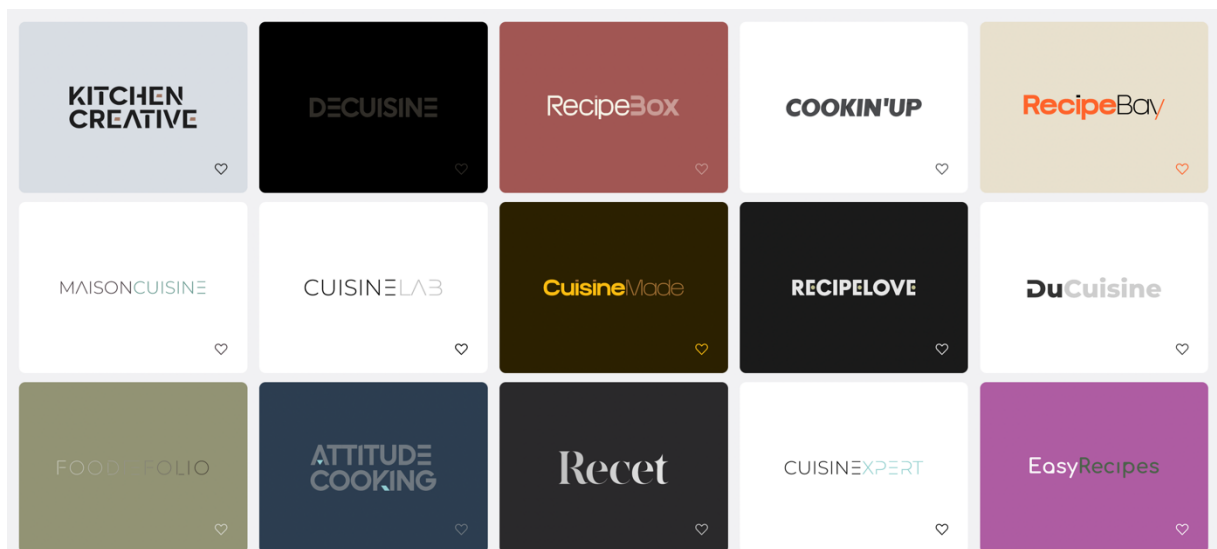 KITCHEN
CREATIVE
DECUISINE
RecipeBox
COOKIN'UP
RecipeBay
MAISONCUISINE
CUISINELAB
CuisineMade
RECIPELOVE
DuCuisine
FOOD FOLIO
ATTITUDE
COOKING
Recet
CUISINEXPERT
EasyRecipes